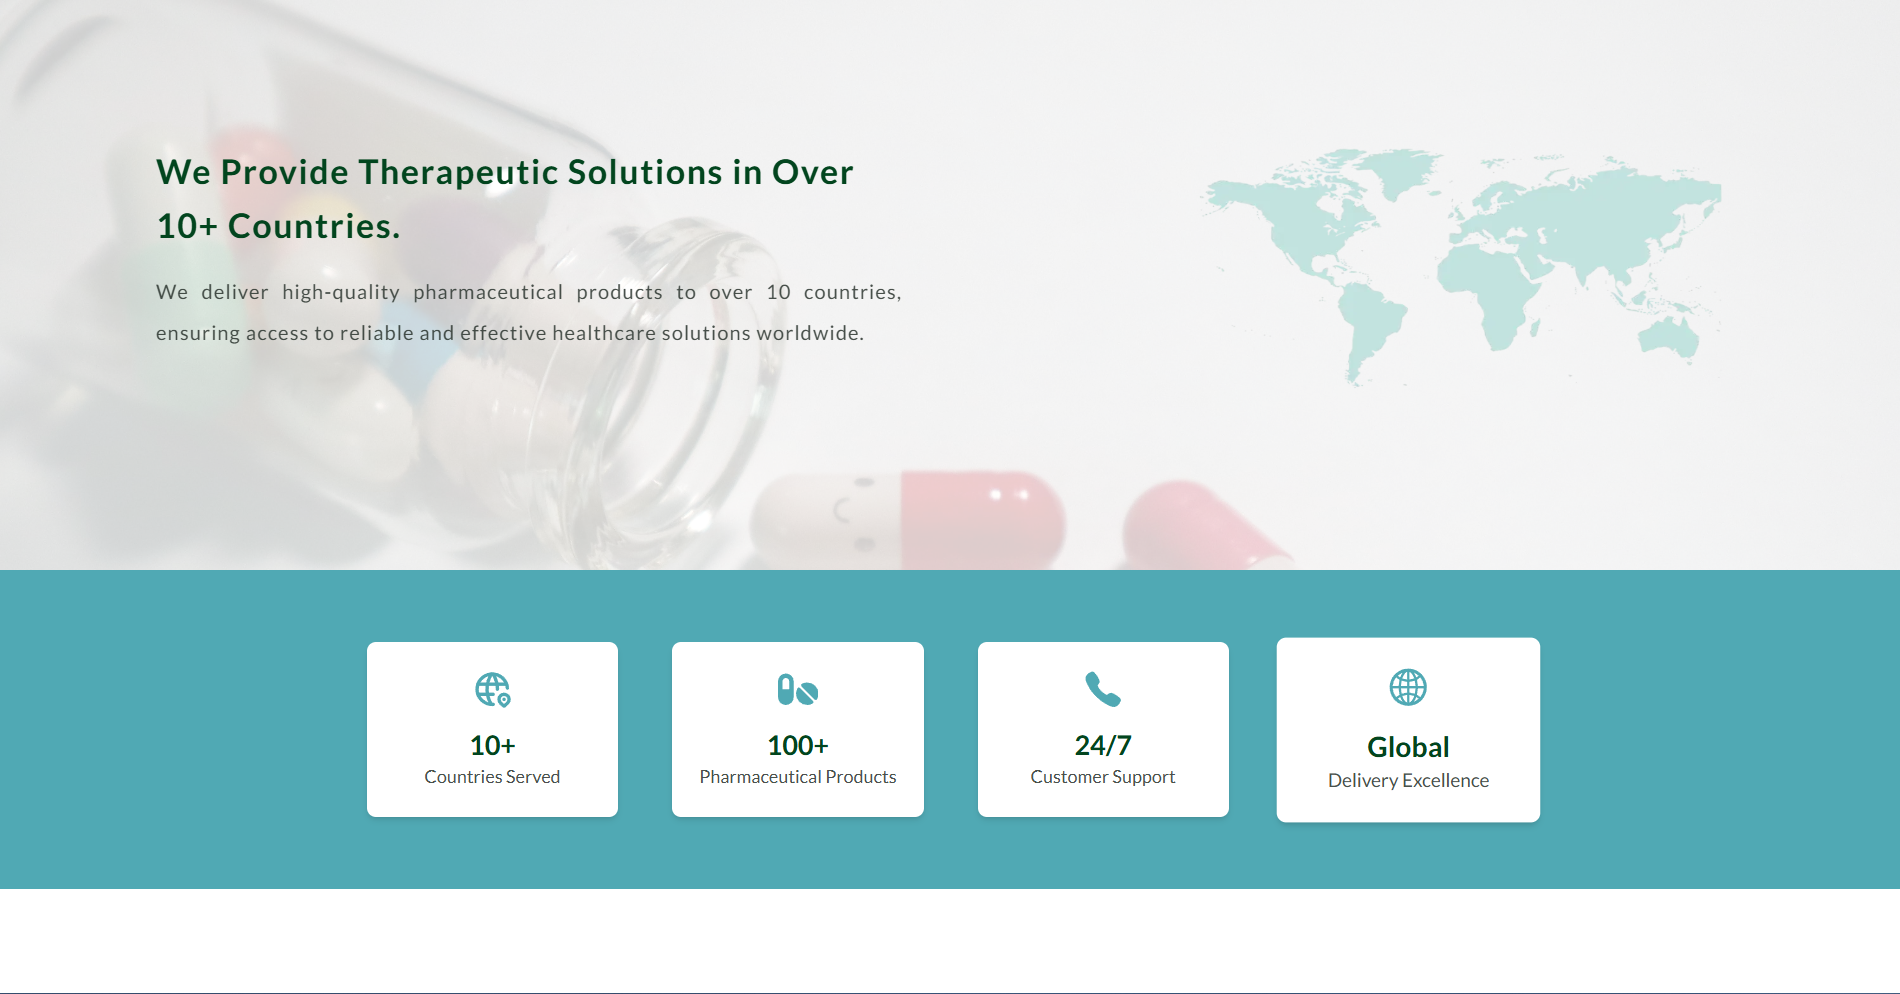 We Provide Therapeutic Solutions in Over
10+ Countries.
We deliver high-quality pharmaceutical products to over 10 countries,
ensuring access to reliable and effective healthcare solutions worldwide.
10+
Countries Served
100+
Pharmaceutical Products
24/7
Customer Support
Global
Delivery Excellence